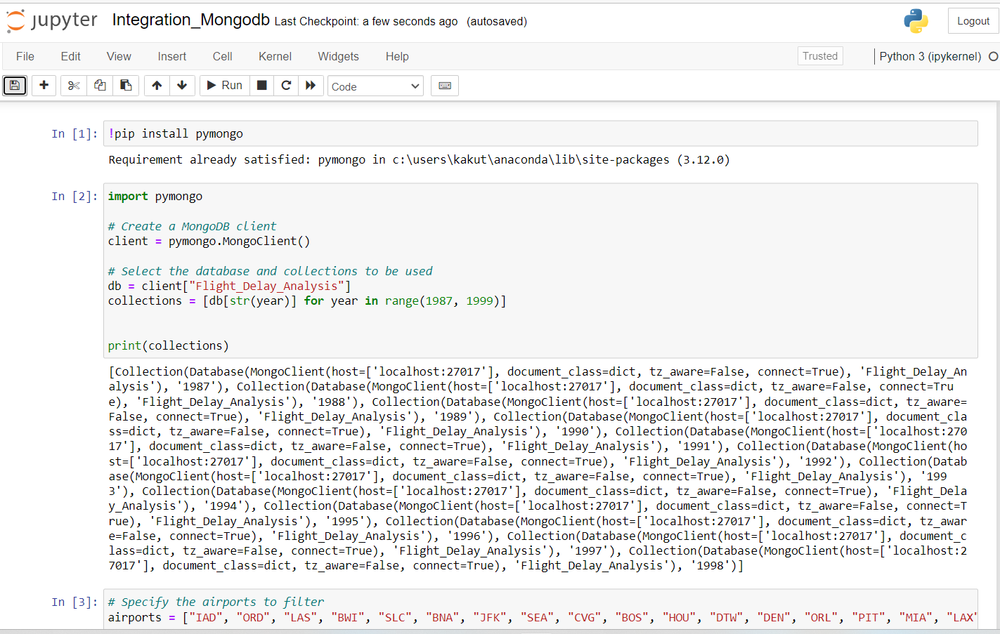 jupyter Integration_Mongodb Last Checkpoint: a few seconds ago (autosaved) Logout
File Edit View Insert Cell Kernel Widgets Help Trusted Python 3 (ipykernel)
Run Code
In [1]: !pip install pymongo
Requirement already satisfied: pymongo in c:\users\kakut\anaconda\lib\site-packages (3.12.0)
In [2]: import pymongo
# Create a MongoDB client
client = pymongo.MongoClient()
# Select the database and collections to be used
db = client["Flight_Delay_Analysis"]
collections = [db[str(year)] for year in range(1987, 1999)]
print(collections)
[Collection(Database(MongoClient(host=['localhost:27017'], document_class=dict, tz_aware=False, connect=True), 'Flight_Delay_An
alysis'), '1987'), Collection(Database(MongoClient(host=['localhost:27017'], document_class=dict, tz_aware=False, connect=Tru
e), 'Flight_Delay_Analysis'), '1988'), Collection(Database(MongoClient(host=['localhost:27017'], document_class=dict, tz_aware=
False, connect=True), 'Flight_Delay_Analysis'), '1989'), Collection(Database(MongoClient(host=['localhost:27017'], document_cla
ss=dict, tz_aware=False, connect=True), 'Flight_Delay_Analysis'), '1990'), Collection(Database(MongoClient(host=['localhost:270
17'], document_class=dict, tz_aware=False, connect=True), 'Flight_Delay_Analysis'), '1991'), Collection(Database(MongoClient(ho
st=['localhost:27017'], document_class=dict, tz_aware=False, connect=True), 'Flight_Delay_Analysis'), '1992'), Collection(Datab
ase(MongoClient(host=['localhost:27017'], document_class=dict, tz_aware=False, connect=True), 'Flight_Delay_Analysis'), '199
3'), Collection(Database(MongoClient(host=['localhost:27017'], document_class=dict, tz_aware=False, connect=True), 'Flight_Dela
y_Analysis'), '1994'), Collection(Database(MongoClient(host=['localhost:27017'], document_class=dict, tz_aware=False, connect=T
rue), 'Flight_Delay_Analysis'), '1995'), Collection(Database(MongoClient(host=['localhost:27017'], document_class=dict, tz_awar
e=False, connect=True), 'Flight_Delay_Analysis'), '1996'), Collection(Database(MongoClient(host=['localhost:27017'], document_c
lass=dict, tz_aware=False, connect=True), 'Flight_Delay_Analysis'), '1997'), Collection(Database(MongoClient(host=['localhost:2
7017'], document_class=dict, tz_aware=False, connect=True), 'Flight_Delay_Analysis'), '1998')]
In [3]: # Specify the airports to filter
airports = ["IAD", "ORD", "LAS", "BWI", "SLC", "BNA", "JFK", "SEA", "CVG", "BOS", "HOU", "DTW", "DEN", "ORL", "PIT", "MIA", "LAX"